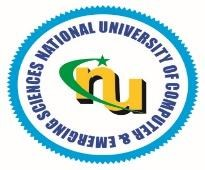 NATIONAL UNIVERSITY OF COMPUTER & EMERGING SCIENCES
nu